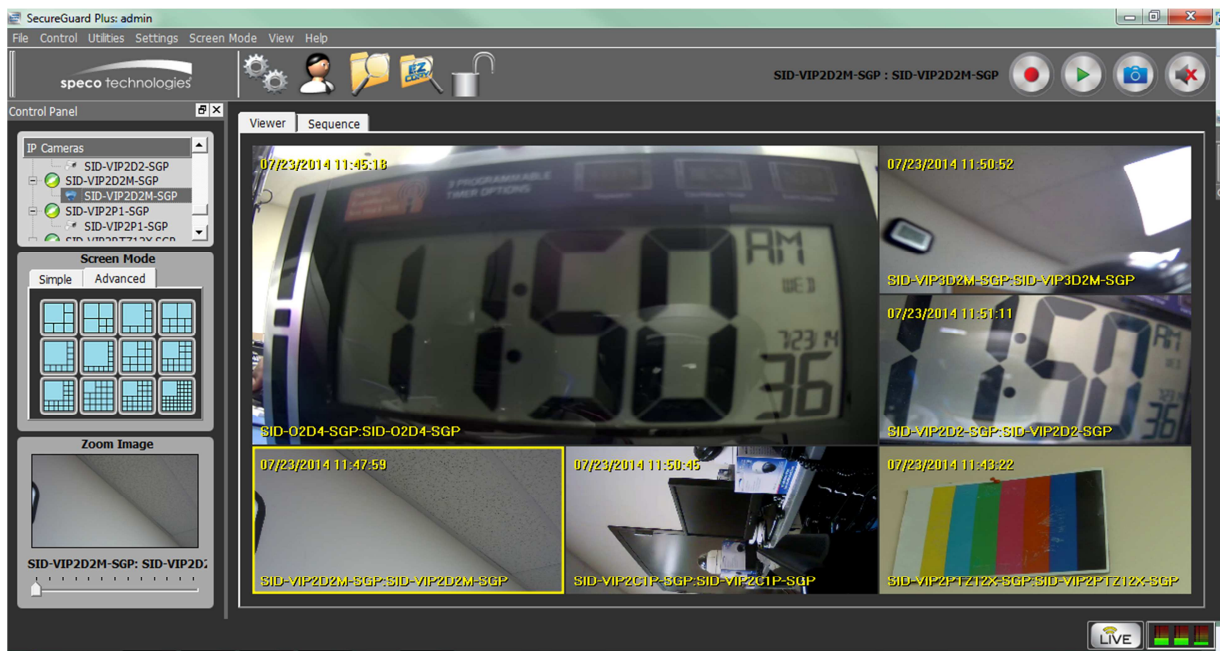 SecureGuard Plus: admin
File Control Utilities Settings Screen Mode View Help
speco technologies
EZ
SID-VIP2D2M-SGP : SID-VIP2D2M-SGP
Control Panel
IP Cameras
SID-VIP2D2-SGP
SID-VIP2D2M-SGP
SID-VIP2D2M-SGP
SID-VIP2P1-SGP
SID-VIP2P1-SGP
SID-VIP2PTZ12X-SGP
Screen Mode
Simple Advanced
Zoom Image
SID-VIP2D2M-SGP: SID-VIP2D
Viewer Sequence
07/23/2014 11:45:18
3 PROGRAMMABLE
TIMER OPTIONS
11:50 AM
WED
7 23 14
36
SID-O2D4-SGP:SID-O2D4-SGP
07/23/2014 11:50:52
SID-VIP3D2M-SGP:SID-VIP3D2M-SGP
07/23/2014 11:51:11
11:50 AM
36
SID-VIP2D2-SGP:SID-VIP2D2-SGP
07/23/2014 11:47:59
SID-VIP2D2M-SGP:SID-VIP2D2M-SGP
07/23/2014 11:50:45
SID-VIP2C1P-SGP:SID-VIP2C1P-SGP
07/23/2014 11:43:22
SID-VIP2PTZ12X-SGP:SID-VIP2PTZ12X-SGP
LIVE